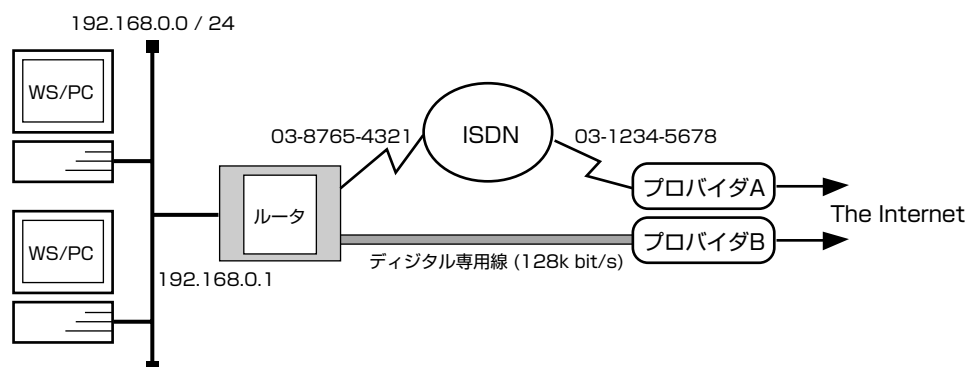 192.168.0.0 / 24
WS/PC
03-8765-4321
ISDN
03-1234-5678
ルータ
プロバイダA
The Internet
プロバイダB
WS/PC
ディジタル専用線 (128k bit/s)
192.168.0.1